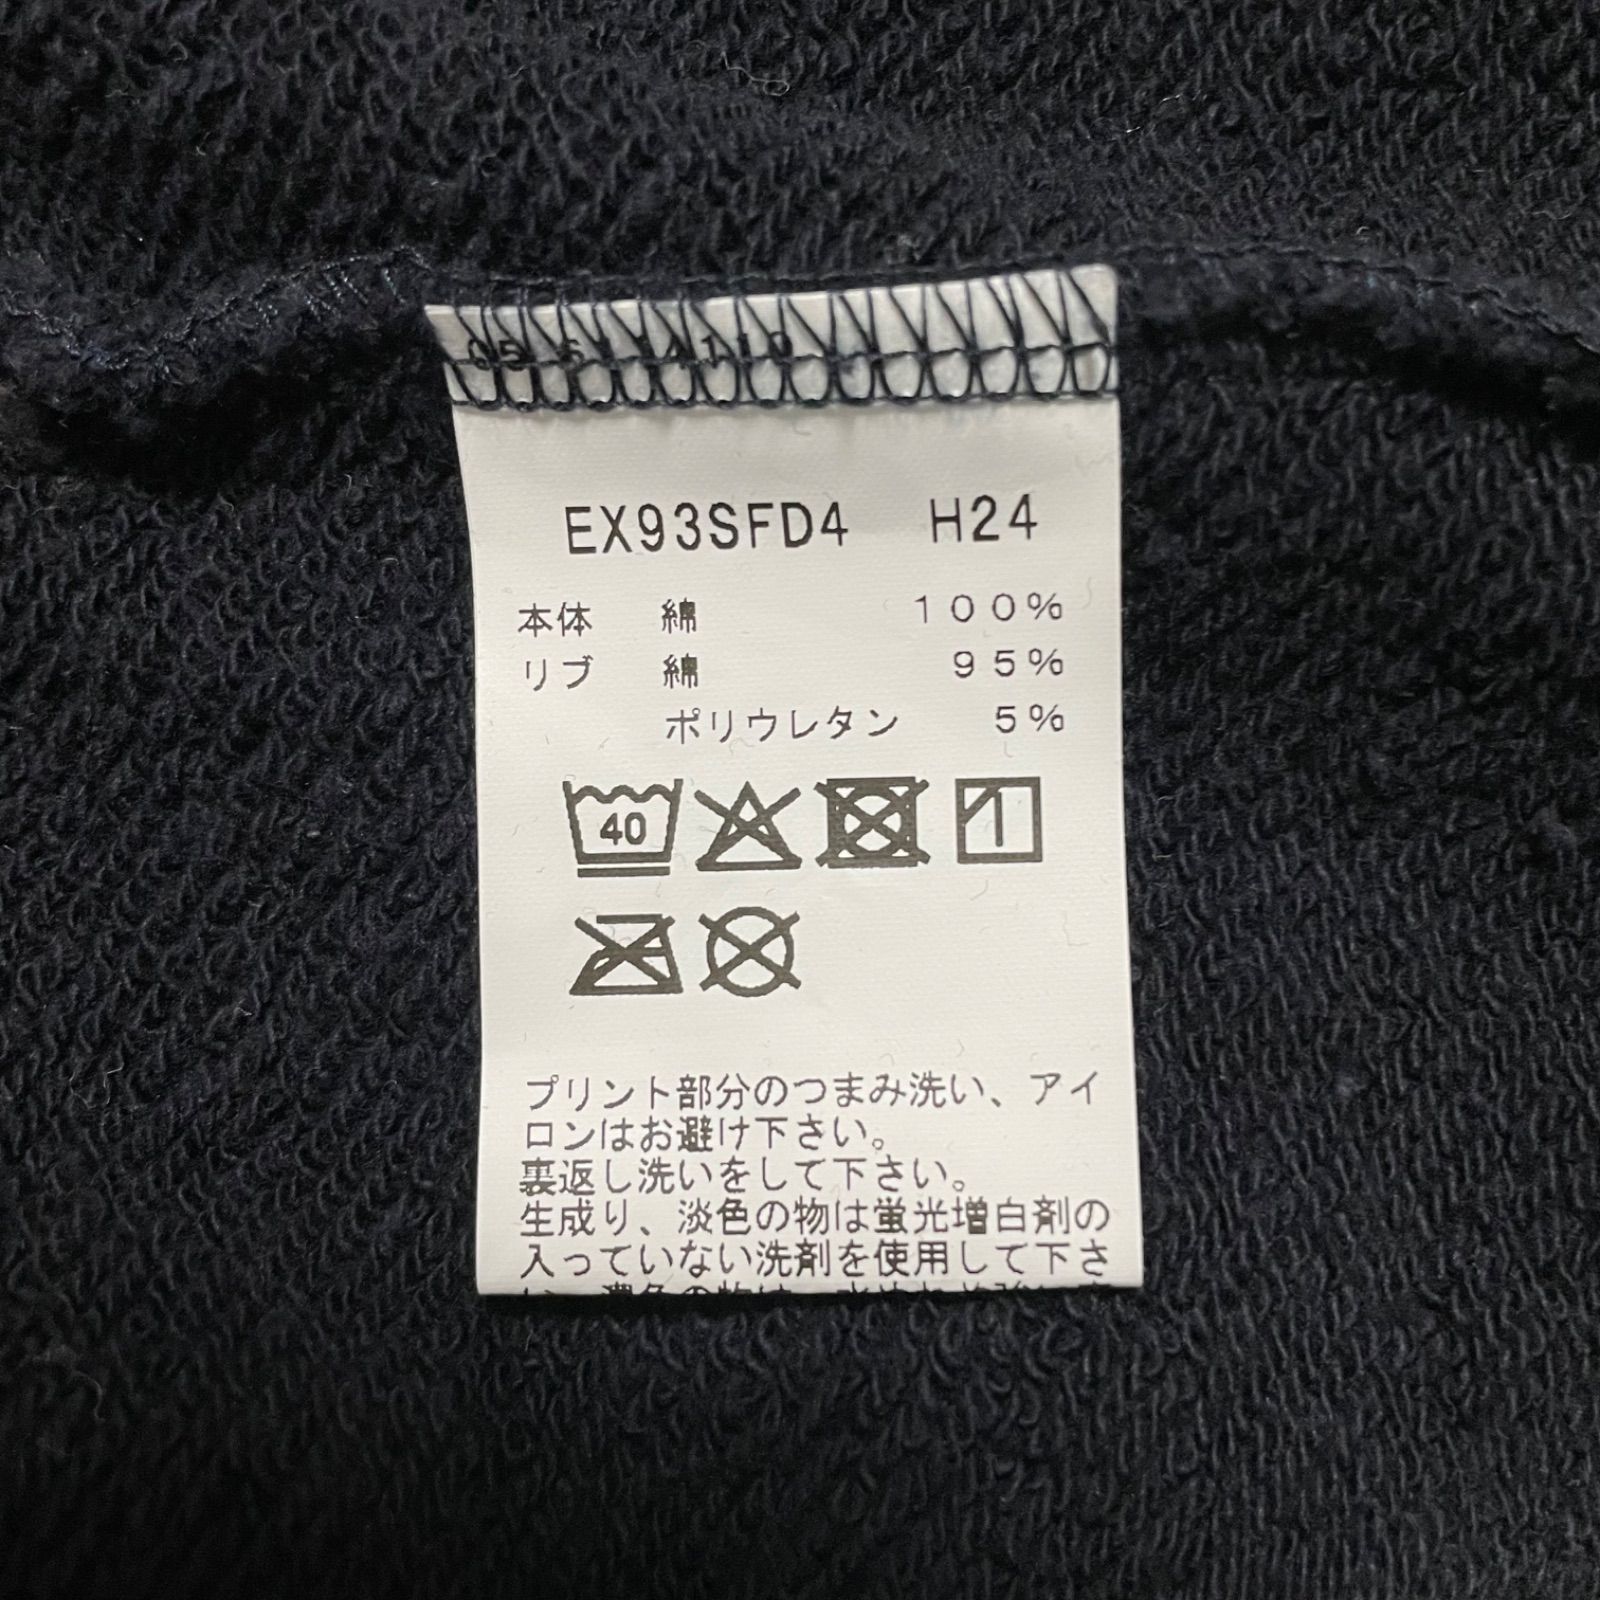 EX93SFD4 H24
本体 綿 100%
リブ 綿 95%
ポリウレタン 5%
40
プリント部分のつまみ洗い、アイ
ロンはお避け下さい。
裏返し洗いをして下さい。
生成り、淡色の物は蛍光増白剤の
入っていない洗剤を使用して下さ